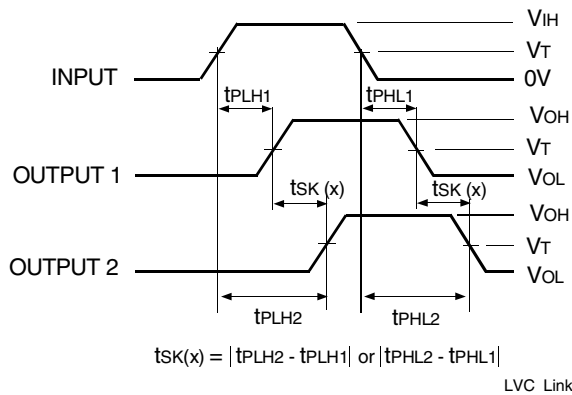 VIH
VT
INPUT
0V
tPLH1
tPHL1
VOH
VT
OUTPUT 1
tSK (x)
tSK (x)
VOL
VOH
VT
OUTPUT 2
VOL
tPLH2
tPHL2
tSK(x) = |tPLH2 - tPLH1| or |tPHL2 - tPHL1|
LVC Link